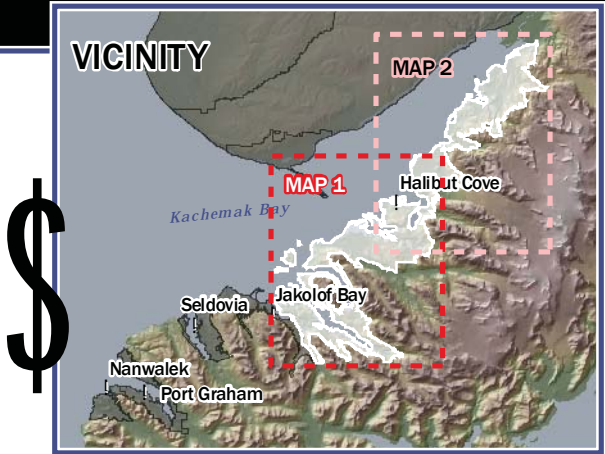 VICINITY
MAP 2
MAP 1
Halibut Cove
!
Kachemak Bay
Seldovia
Jakolof Bay
!
Nanwalek
!
!
Port Graham
$